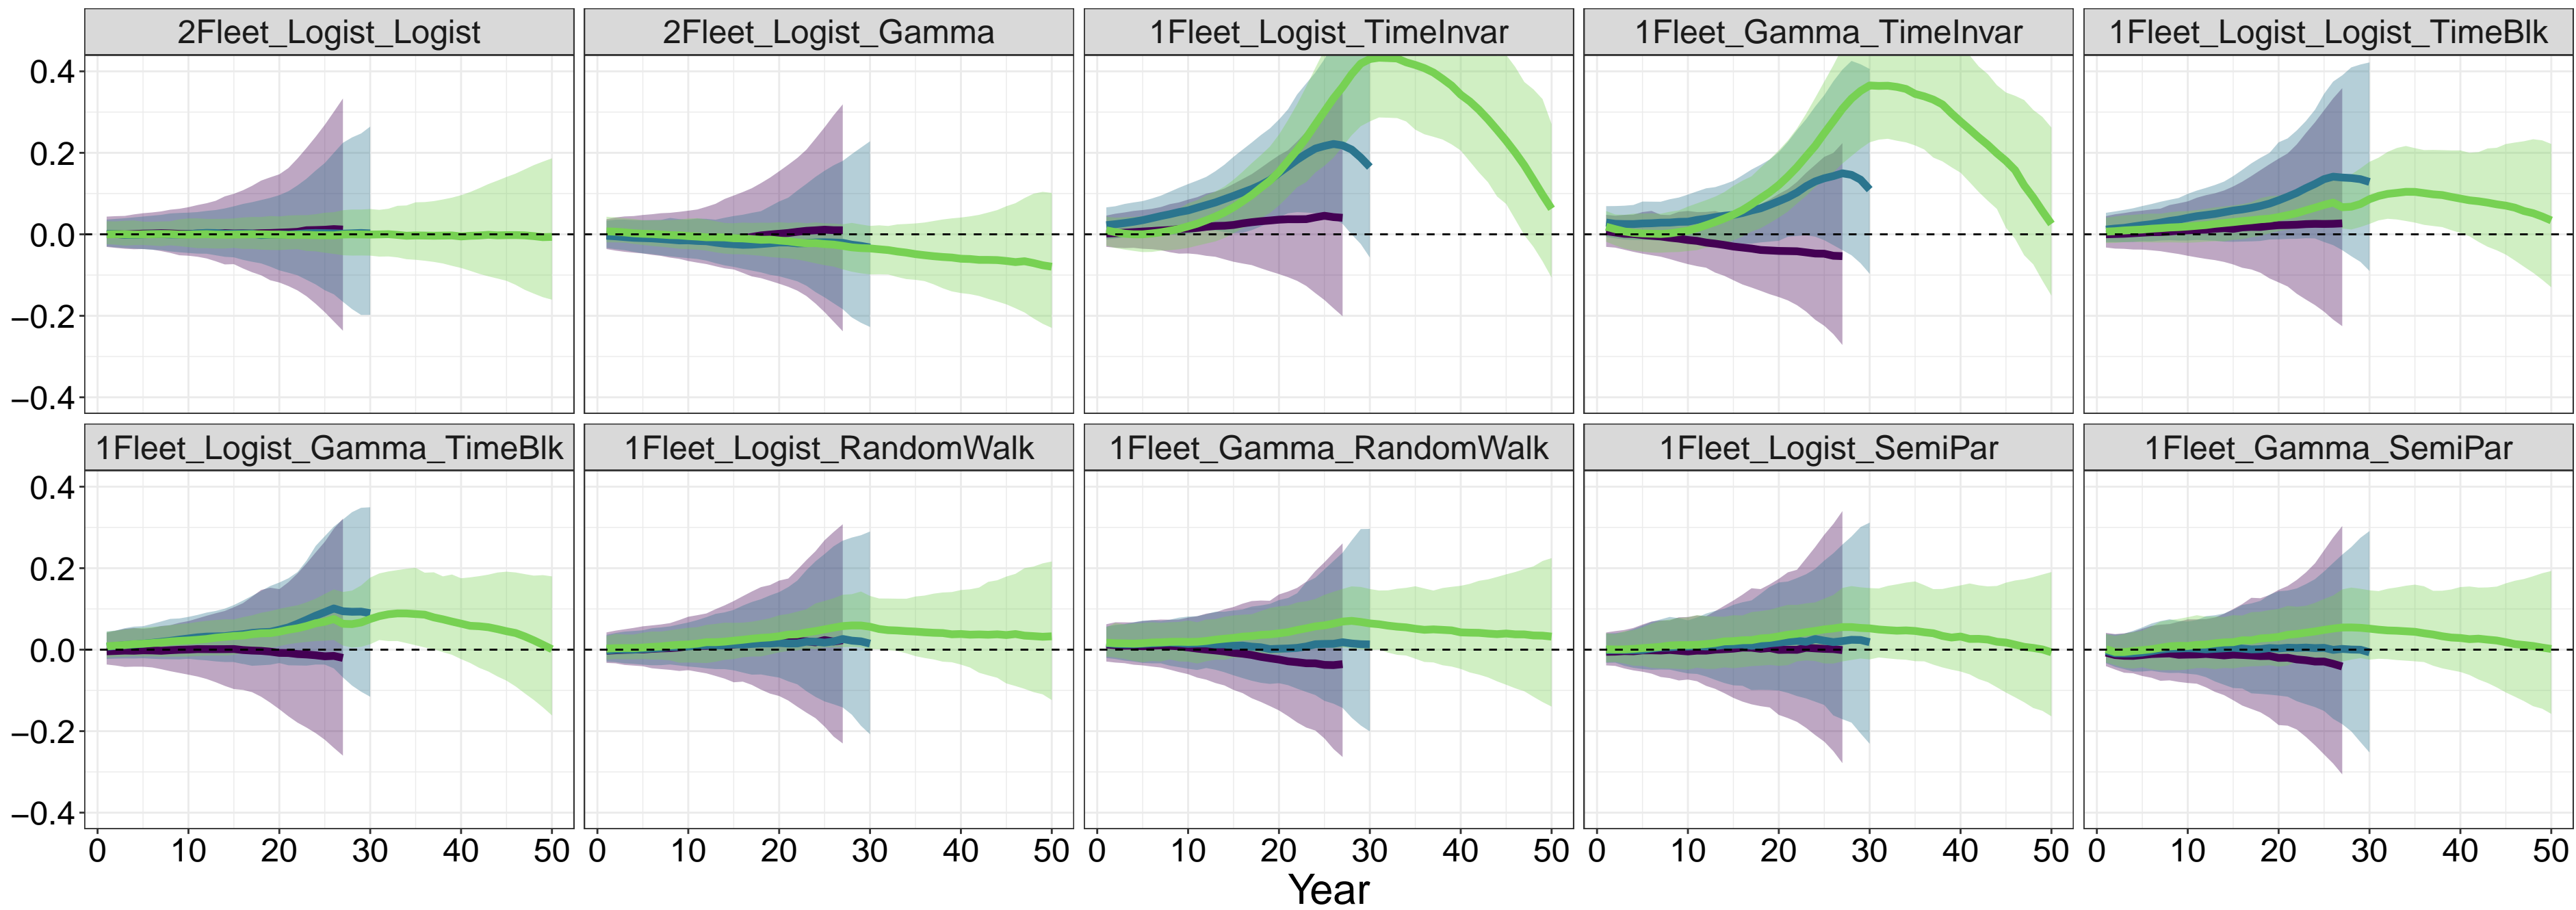 2Fleet_Logist_Logist
2Fleet_Logist_Gamma
1Fleet_Logist_TimeInvar
1Fleet_Gamma_TimeInvar
1Fleet_Logist_Logist_TimeBlk
0.4
0.2
0.0
−0.2
−0.4
1Fleet_Logist_Gamma_TimeBlk
1Fleet_Logist_RandomWalk
1Fleet_Gamma_RandomWalk
1Fleet_Logist_SemiPar
1Fleet_Gamma_SemiPar
0.4
0.2
0.0
−0.2
−0.4
0 10 20 30 40 50
0 10 20 30 40 50
0 10 20 30 40 50
0 10 20 30 40 50
0 10 20 30 40 50
Year